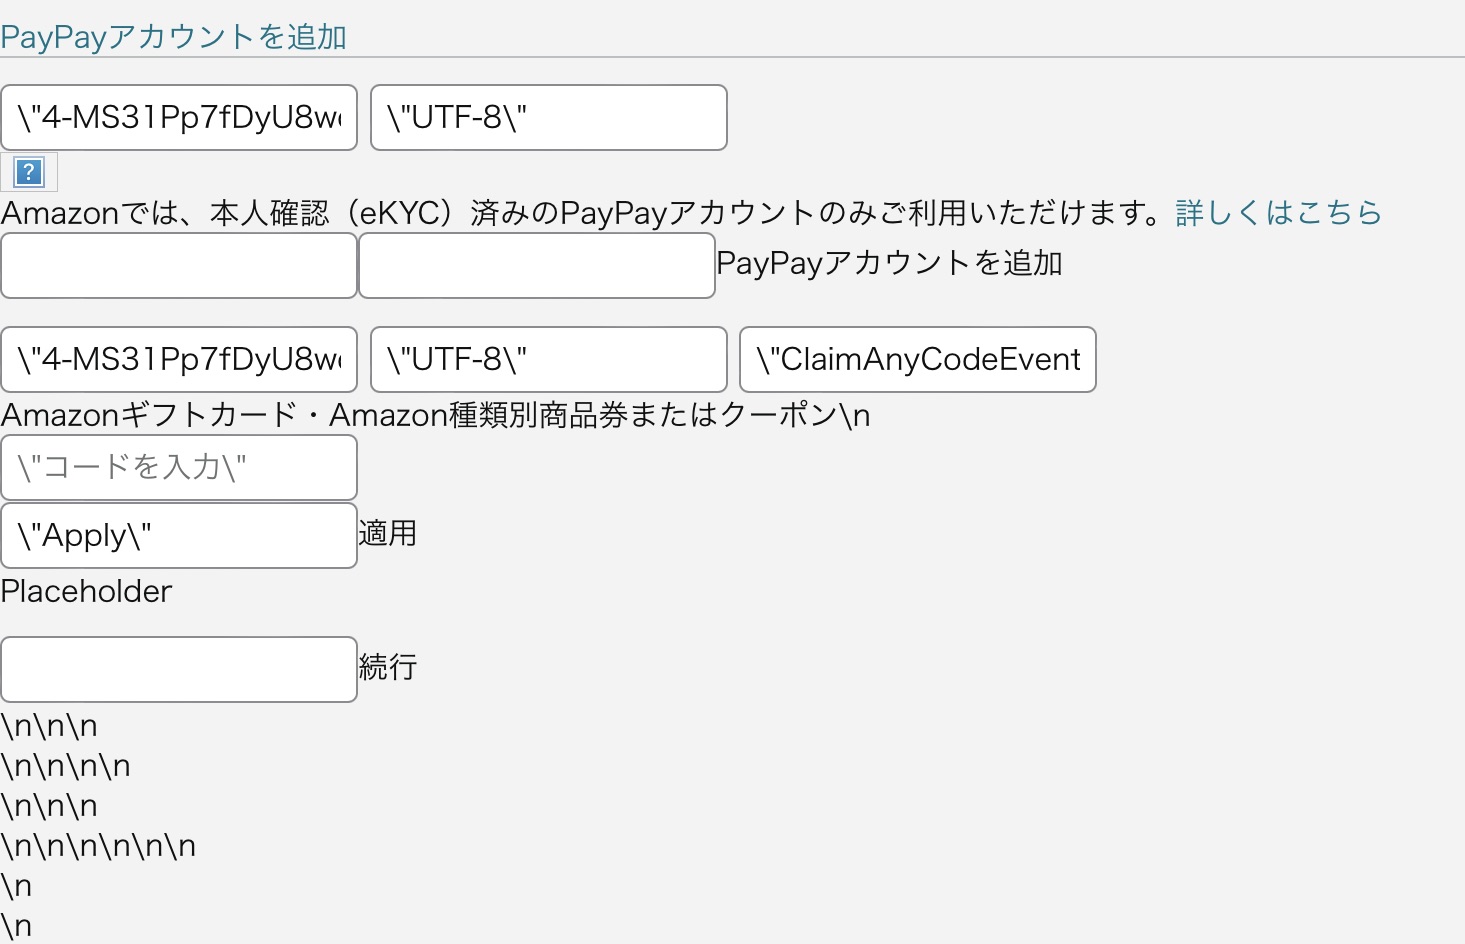 PayPayアカウントを追加
\"4-MS31Pp7fDyU8w \"UTF-8\"
?
Amazonでは、本人確認（eKYC）済みのPayPayアカウントのみご利用いただけます。詳しくはこちら
PayPayアカウントを追加
\"4-MS31Pp7fDyU8w \"UTF-8\" \"ClaimAnyCodeEvent
Amazonギフトカード・Amazon種類別商品券またはクーポン\n
\"コードを入力\"
\"Apply\" 適用
Placeholder
続行
\n\n\n
\n\n\n\n
\n\n\n
\n\n\n\n\n\n
\n
\n